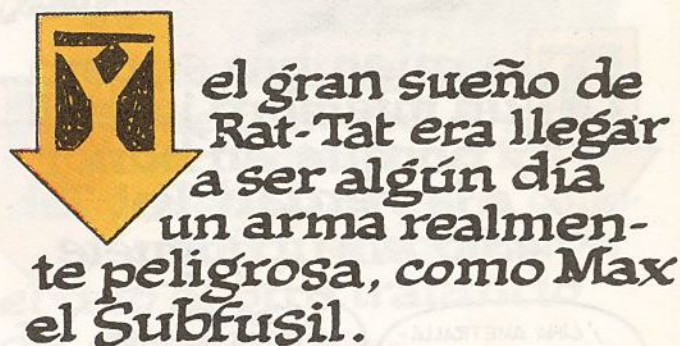 Y el gran sueño de
Rat-Tat era llegar
a ser algún día
un arma realmen-
te peligrosa, como Max
el Subfusil.